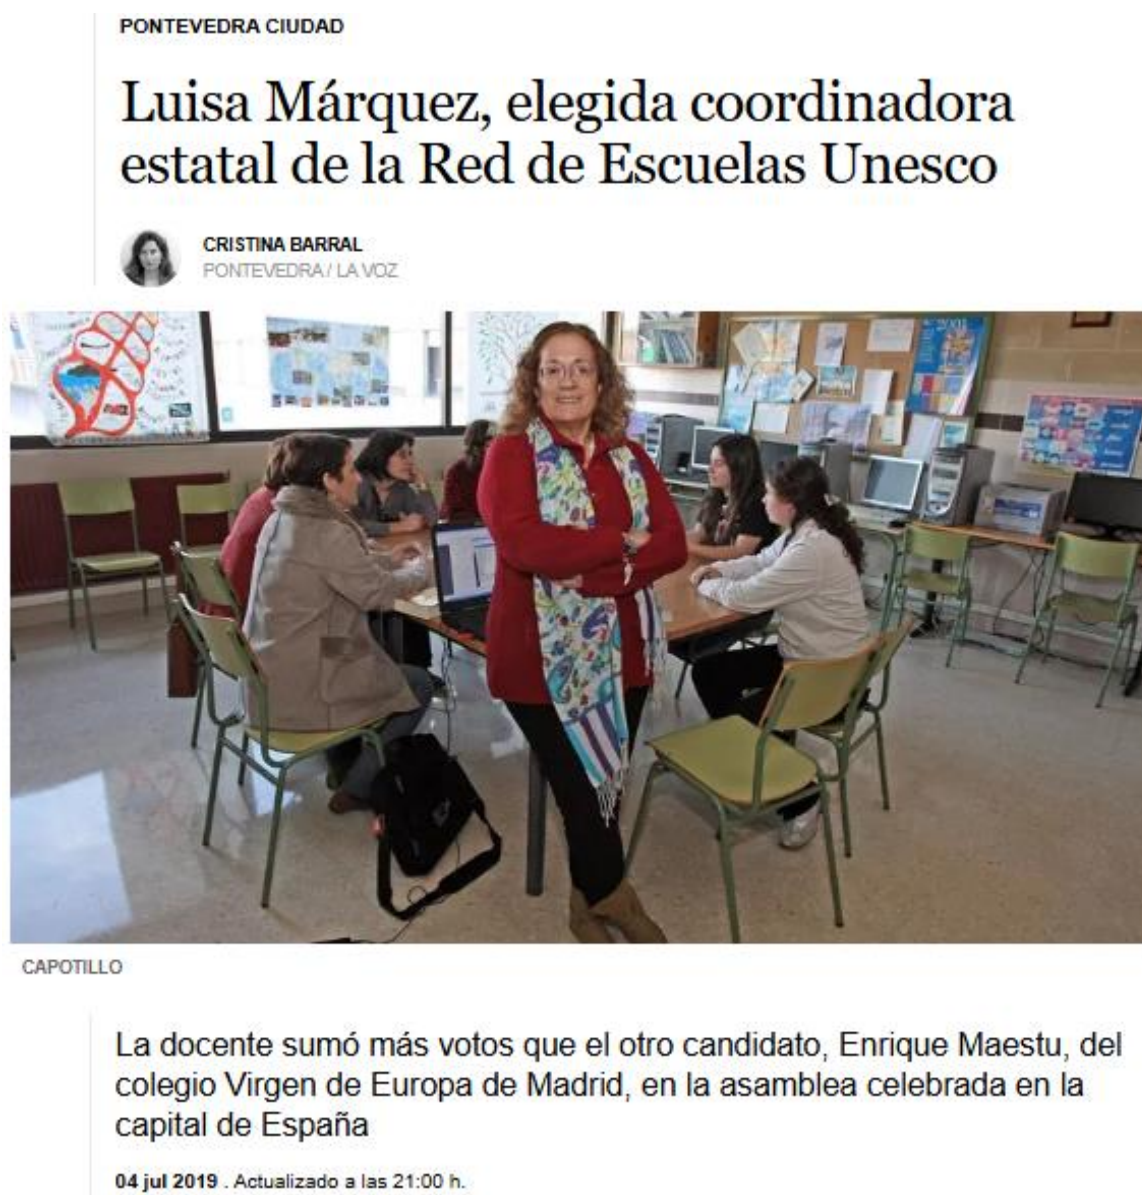 PONTEVEDRA CIUDAD
Luisa Márquez, elegida coordinadora
estatal de la Red de Escuelas Unesco
CRISTINA BARRAL
PONTEVEDRA / LA VOZ
CAPOTILLO
La docente sumó más votos que el otro candidato, Enrique Maestu, del
colegio Virgen de Europa de Madrid, en la asamblea celebrada en la
capital de España
04 jul 2019 . Actualizado a las 21:00 h.